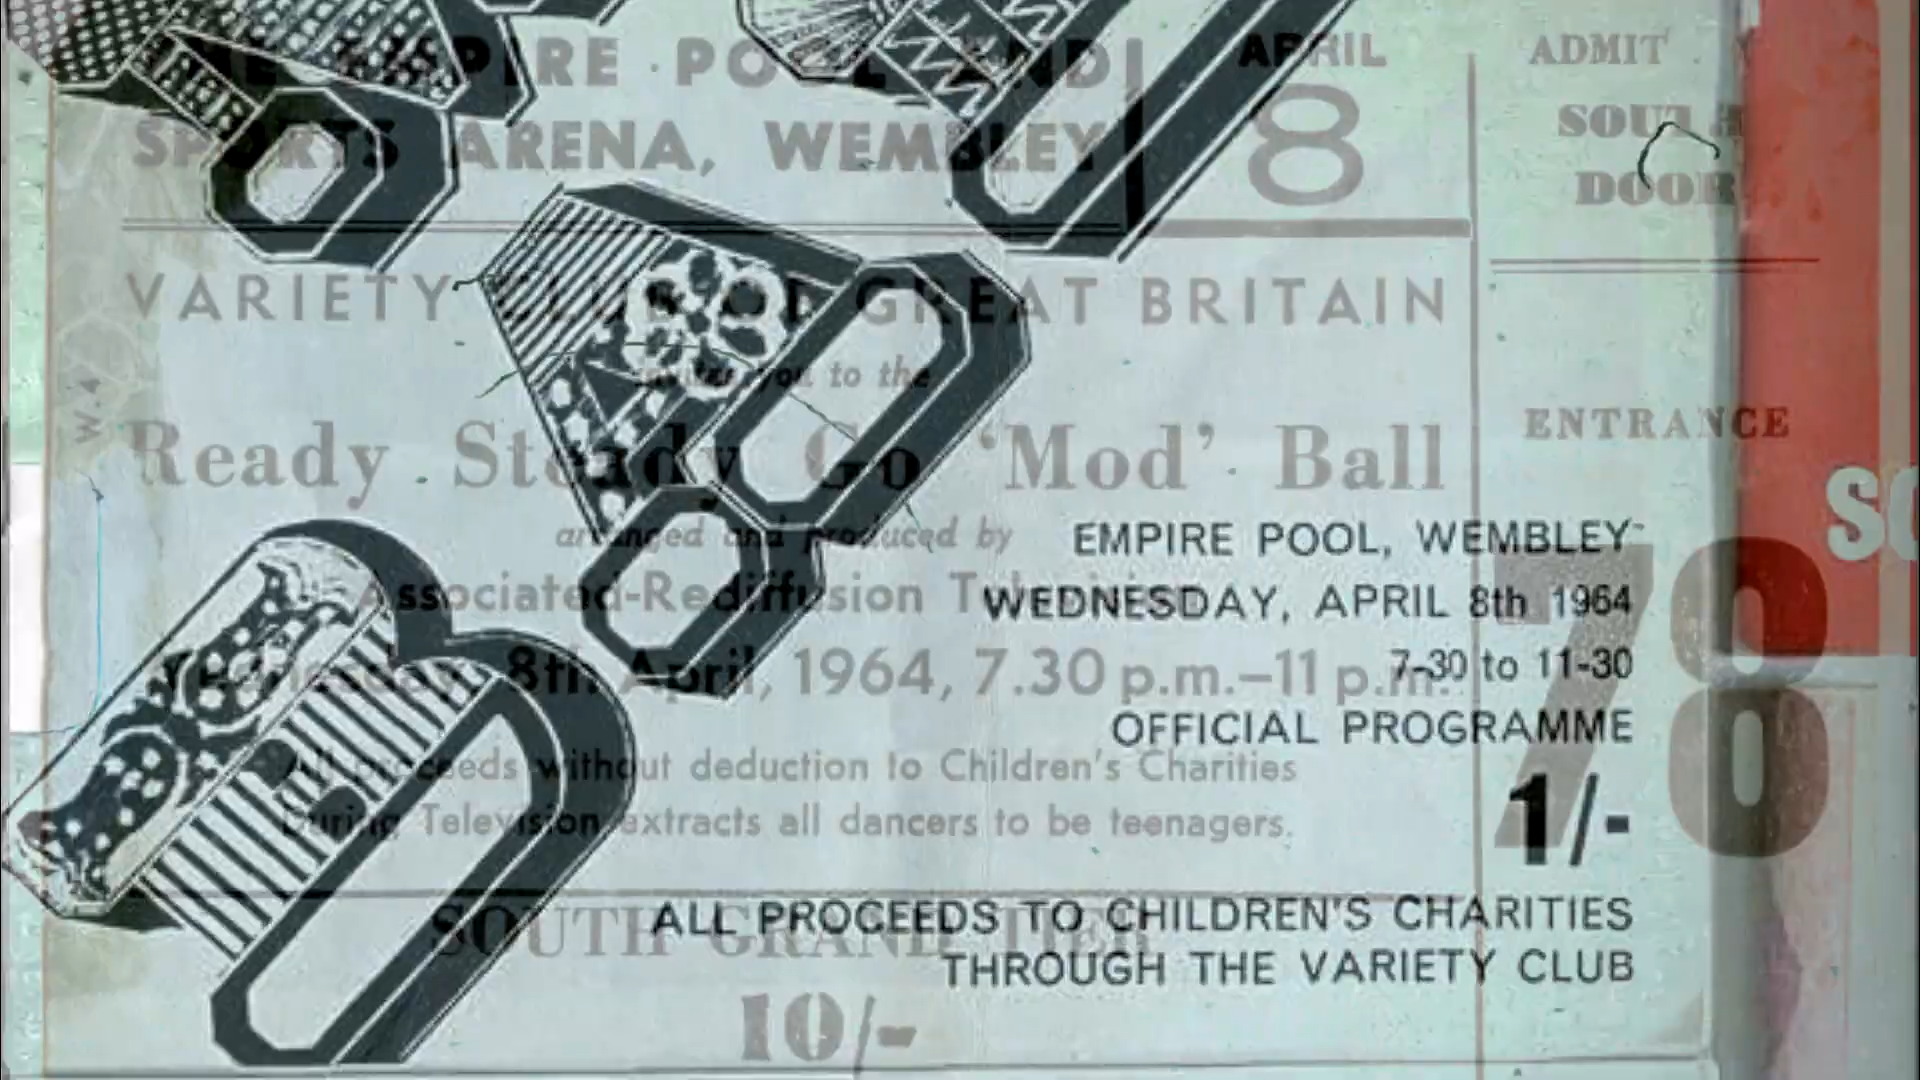 THE EMPIRE POOL AND
SPORTS ARENA, WEMBLEY
APRIL
8
ADMIT
SOUTH
DOOR
VARIETY CLUB OF GREAT BRITAIN
invites you to the
Ready Steady Go 'Mod' Ball
ENTRANCE
78
arranged and produced by
Associated-Rediffusion Television
Wednesday, 8th April, 1964, 7.30 p.m.–11 p.m.
All proceeds without deduction to Children's Charities
During Television extracts all dancers to be teenagers.
SOUTH GRAND TIER
10/-
W.4
EMPIRE POOL, WEMBLEY
WEDNESDAY, APRIL 8th 1964
7-30 to 11-30
OFFICIAL PROGRAMME
1/-
ALL PROCEEDS TO CHILDREN'S CHARITIES
THROUGH THE VARIETY CLUB